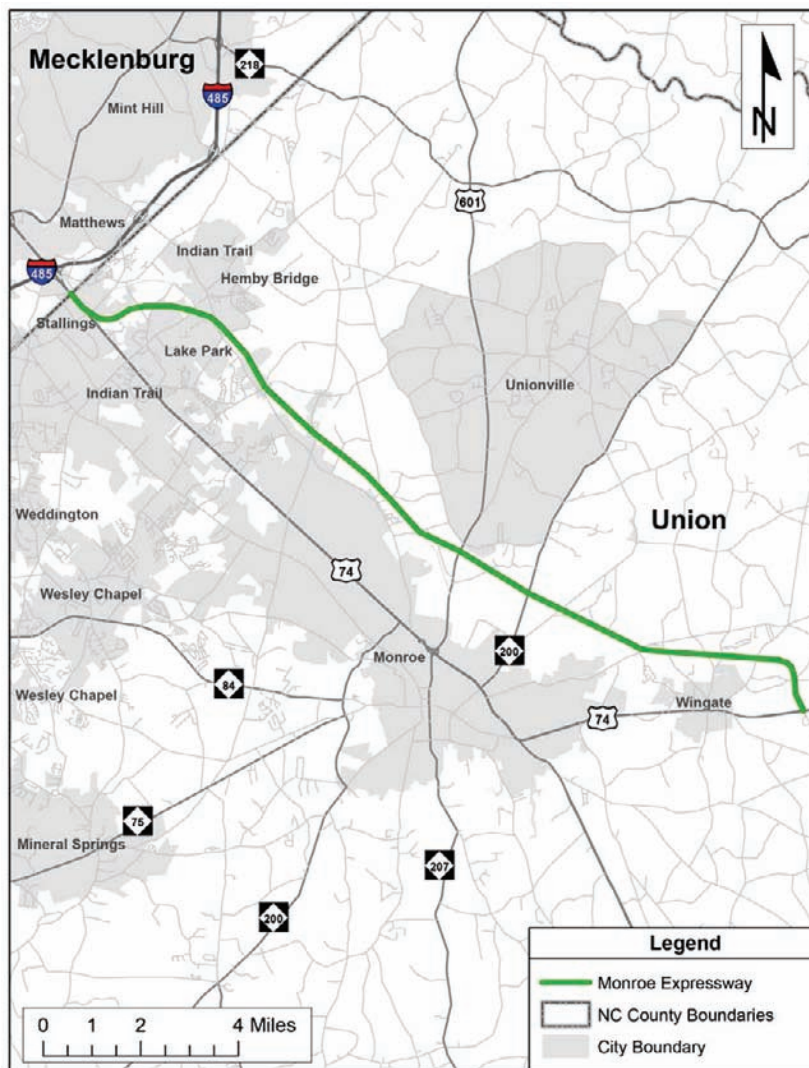 Mecklenburg
218
485
Mint Hill
N
601
Matthews
Indian Trail
485
Hemby Bridge
Stallings
Lake Park
Unionville
Indian Trail
Weddington
Union
74
Wesley Chapel
Monroe
200
84
Wesley Chapel
Wingate
74
75
Mineral Springs
207
200
Legend
Monroe Expressway
NC County Boundaries
City Boundary
0 1 2 4 Miles